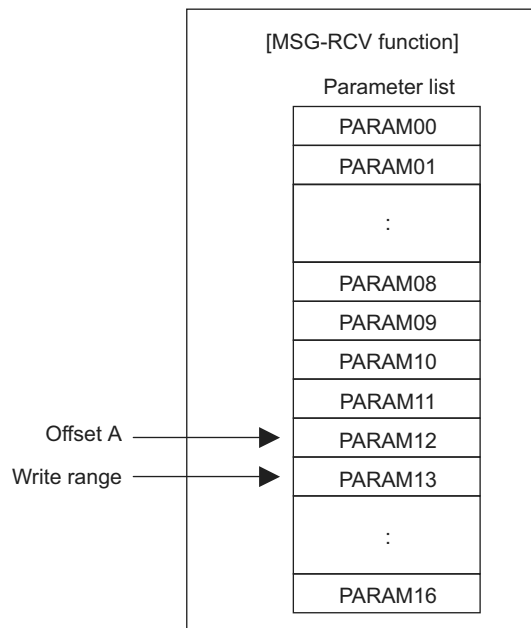 [MSG-RCV function]
Parameter list
PARAM00
PARAM01
:
PARAM08
PARAM09
PARAM10
PARAM11
Offset A
PARAM12
Write range
PARAM13
:
PARAM16